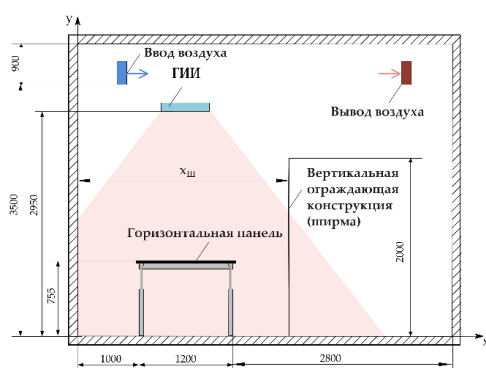 y
Ввод воздуха
ГИИ
Вывод воздуха
900
3500
2950
xш
Вертикальная
ограждающая
конструкция
(ширма)
Горизонтальная панель
2000
755
x
1000
1200
2800